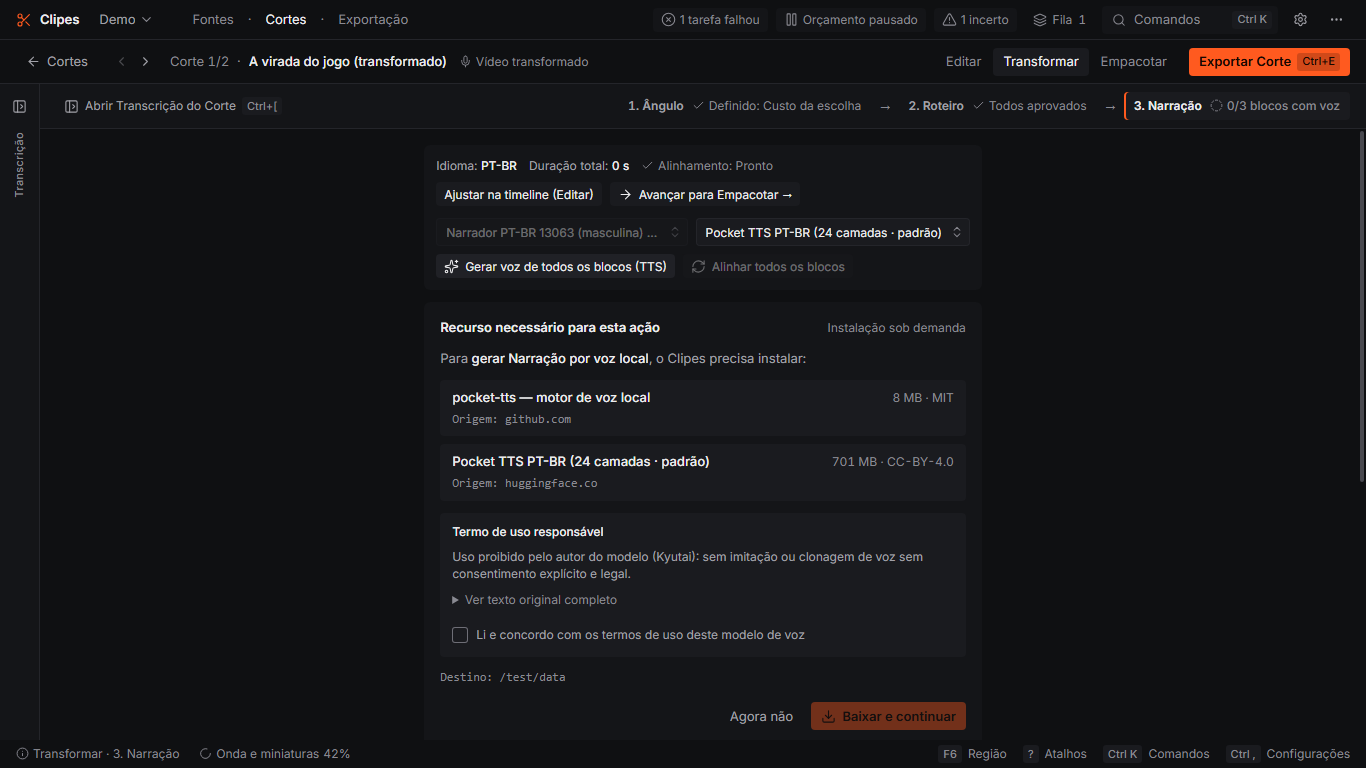 Clipes Demo Fontes · Cortes · Exportação 1 tarefa falhou Orçamento pausado 1 incerto Fila 1 Comandos Ctrl K
Cortes Corte 1/2 · A virada do jogo (transformado) Vídeo transformado Editar Transformar Empacotar Exportar Corte Ctrl+E
Abrir Transcrição do Corte Ctrl+[ 1. Ângulo Definido: Custo da escolha → 2. Roteiro Todos aprovados → 3. Narração 0/3 blocos com voz
Transcrição
Idioma: PT-BR Duração total: 0 s Alinhamento: Pronto
Ajustar na timeline (Editar) Avançar para Empacotar →
Narrador PT-BR 13063 (masculina) ... Pocket TTS PT-BR (24 camadas · padrão)
Gerar voz de todos os blocos (TTS) Alinhar todos os blocos
Recurso necessário para esta ação Instalação sob demanda
Para gerar Narração por voz local, o Clipes precisa instalar:
pocket-tts — motor de voz local 8 MB · MIT
Origem: github.com
Pocket TTS PT-BR (24 camadas · padrão) 701 MB · CC-BY-4.0
Origem: huggingface.co
Termo de uso responsável
Uso proibido pelo autor do modelo (Kyutai): sem imitação ou clonagem de voz sem
consentimento explícito e legal.
Ver texto original completo
Li e concordo com os termos de uso deste modelo de voz
Destino: /test/data
Agora não Baixar e continuar
Transformar · 3. Narração Onda e miniaturas 42% F6 Região ? Atalhos Ctrl K Comandos Ctrl , Configurações